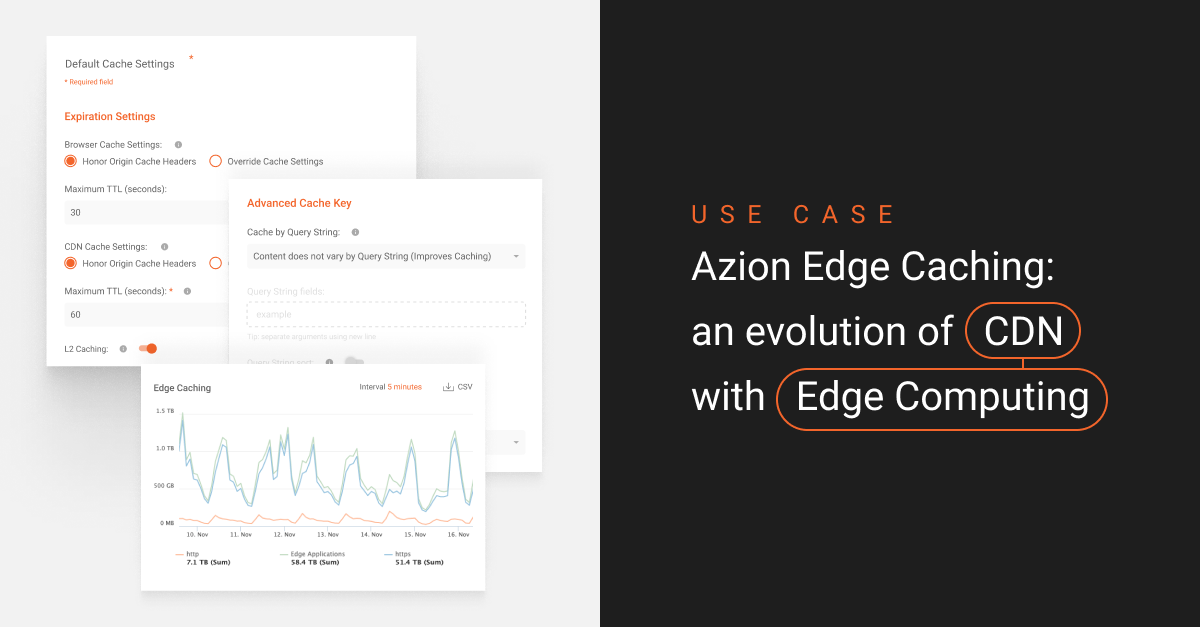 Default Cache Settings *
* Required field
Expiration Settings
Browser Cache Settings:
Honor Origin Cache Headers Override Cache Settings
Maximum TTL (seconds):
30
CDN Cache Settings:
Honor Origin Cache Headers
Maximum TTL (seconds): *
60
L2 Caching:
Advanced Cache Key
Cache by Query String:
Content does not vary by Query String (Improves Caching)
Query String fields:
example
Tip: separate arguments using new line
Query String sort:
Edge Caching Interval 5 minutes CSV
1.5 TB
1.0 TB
500 GB
0 MB
10. Nov 11. Nov 12. Nov 13. Nov 14. Nov 15. Nov 16. Nov
http Edge Applications https
7.1 TB (Sum) 58.4 TB (Sum) 51.4 TB (Sum)
USE CASE
Azion Edge Caching:
an evolution of CDN
with Edge Computing